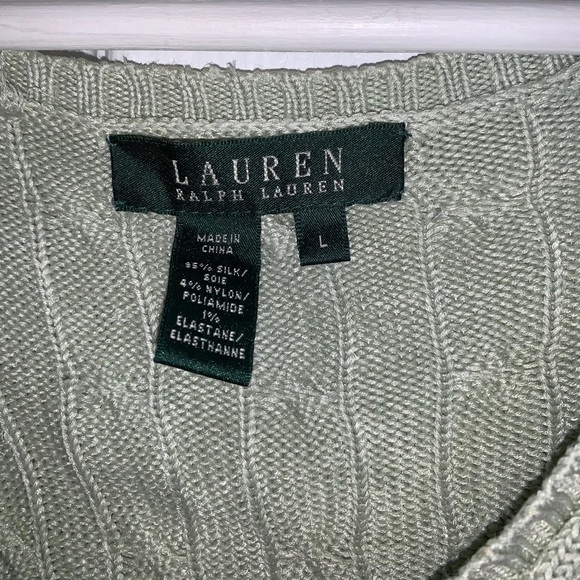 LAUREN
RALPH LAUREN
L
MADE IN
CHINA
95% SILK/
SOIE
4% NYLON/
POLIAMIDE
1%
ELASTANE/
ELASTHANNE